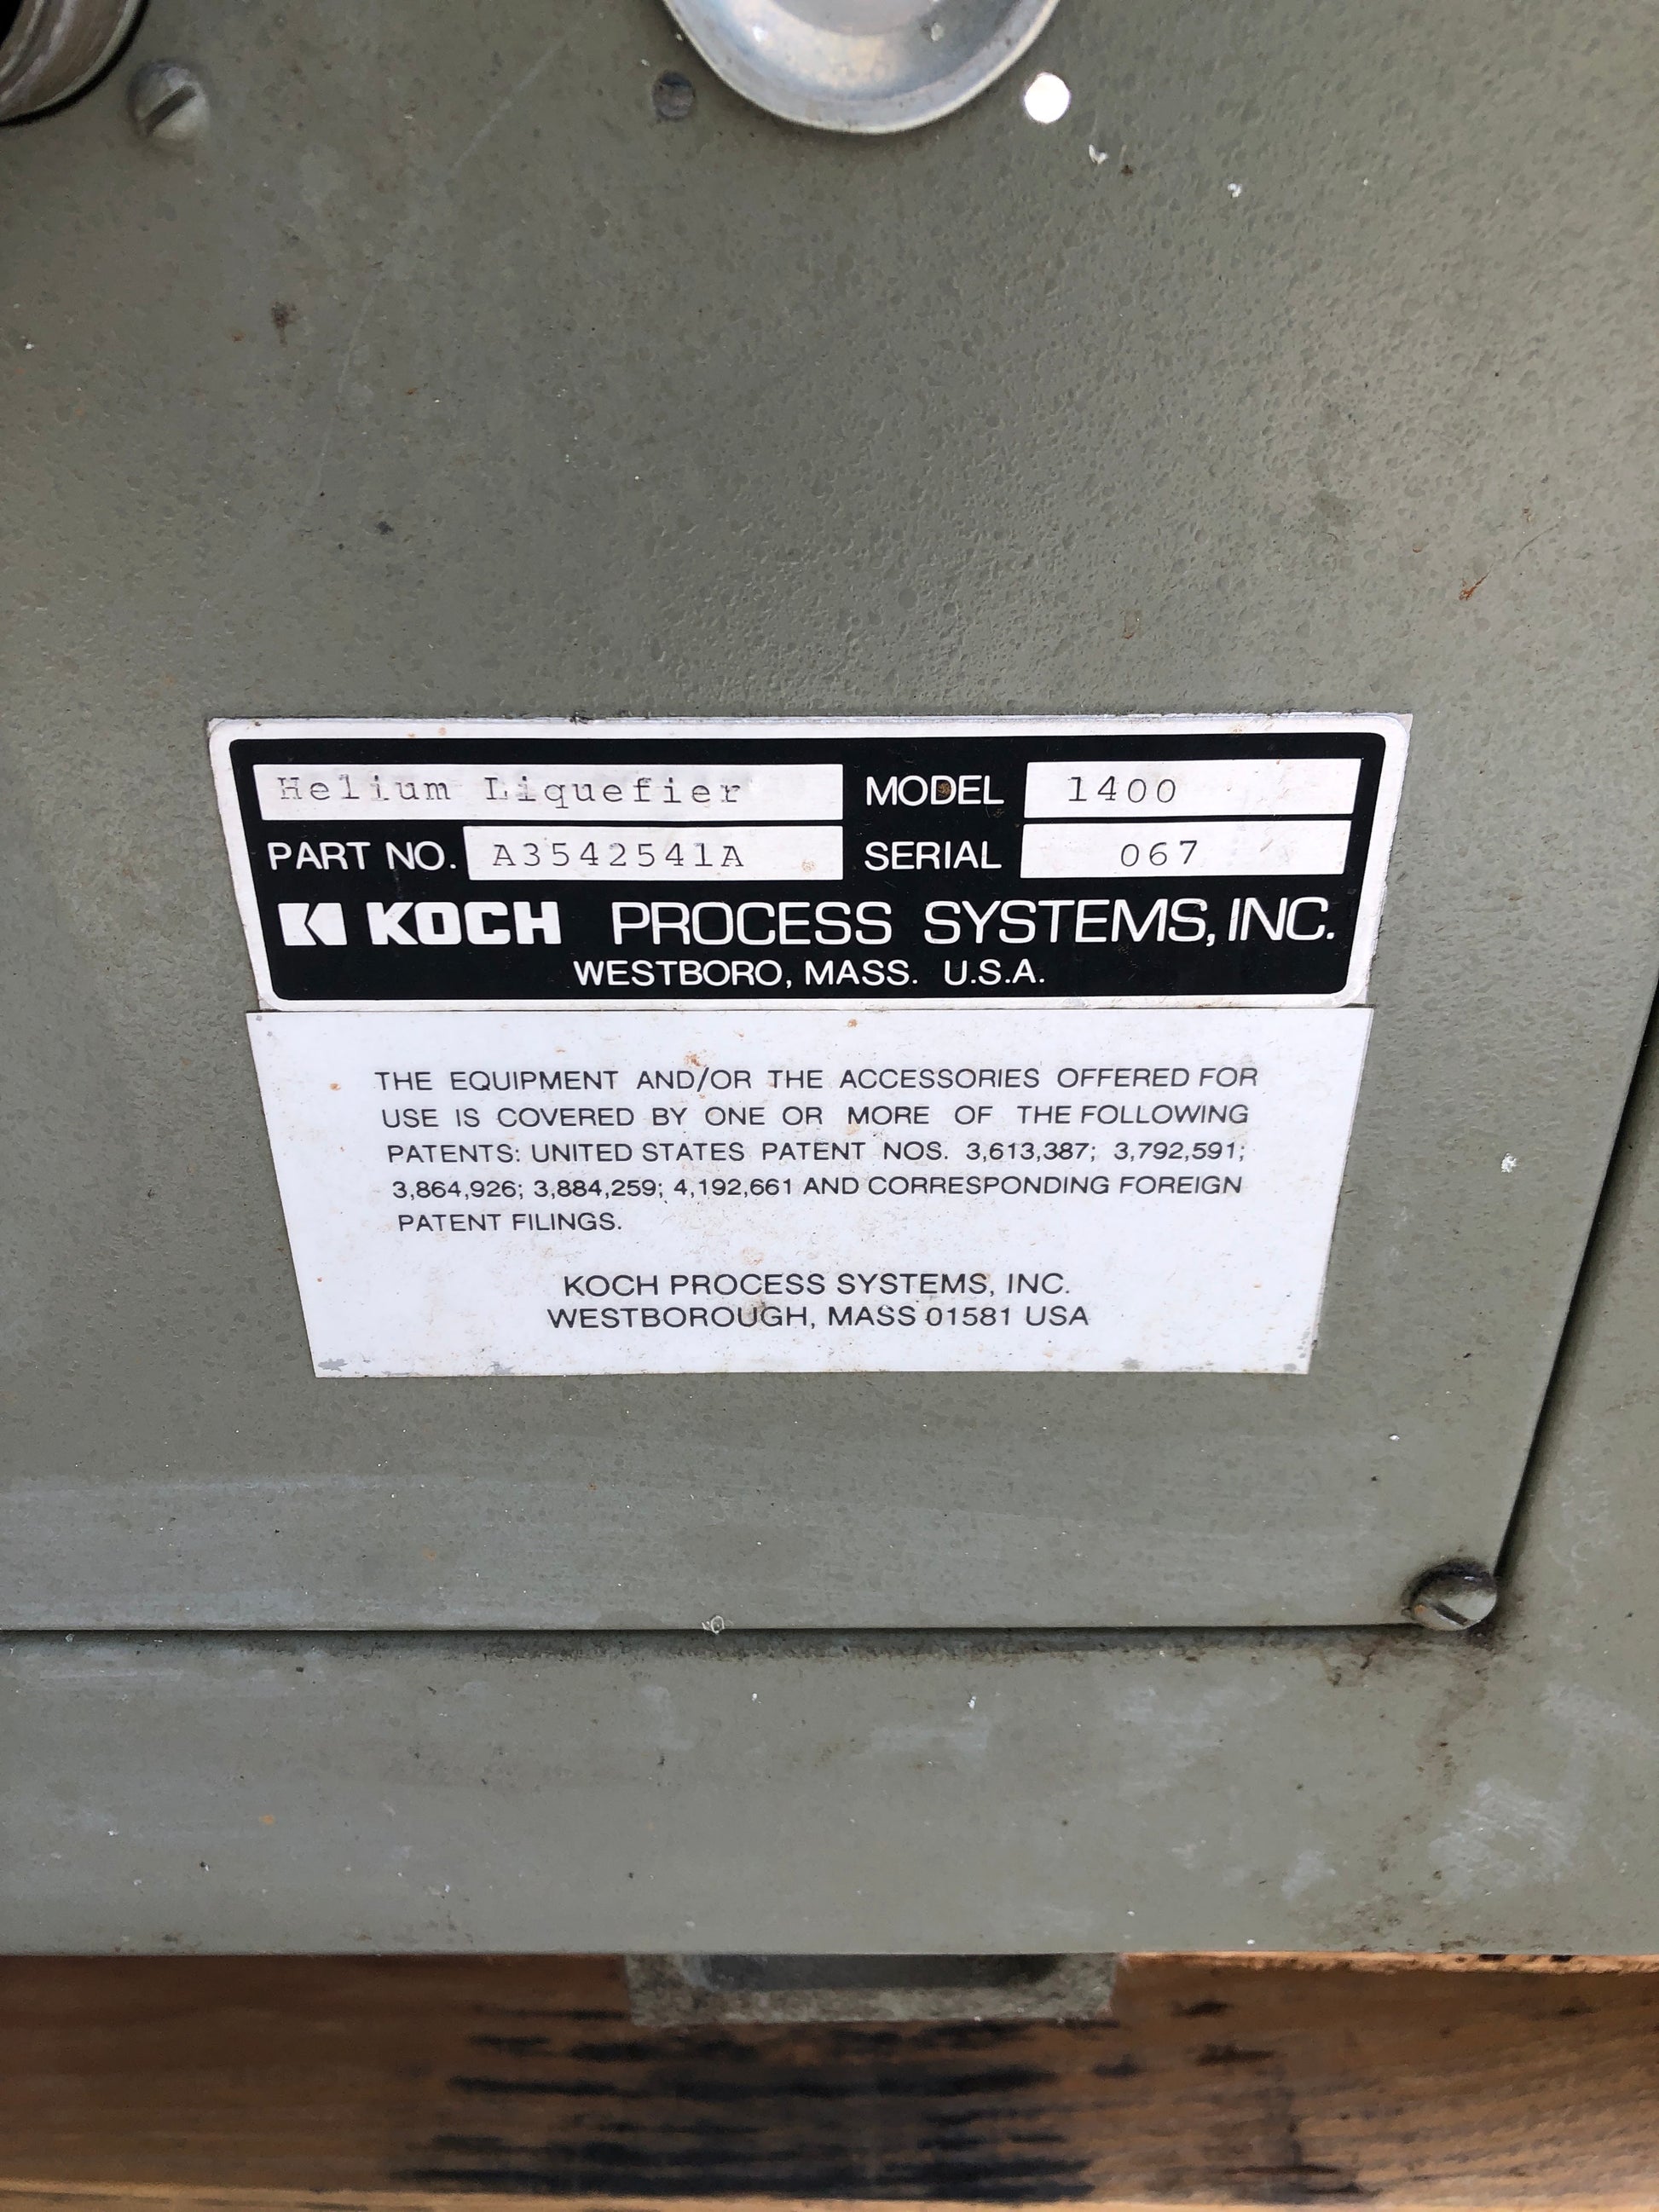 Helium Liquefier MODEL 1400
PART NO. A3542541A SERIAL 067
KOCH PROCESS SYSTEMS, INC.
WESTBORO, MASS. U.S.A.
THE EQUIPMENT AND/OR THE ACCESSORIES OFFERED FOR
USE IS COVERED BY ONE OR MORE OF THE FOLLOWING
PATENTS: UNITED STATES PATENT NOS. 3,613,387; 3,792,591;
3,864,926; 3,884,259; 4,192,661 AND CORRESPONDING FOREIGN
PATENT FILINGS.
KOCH PROCESS SYSTEMS, INC.
WESTBOROUGH, MASS 01581 USA